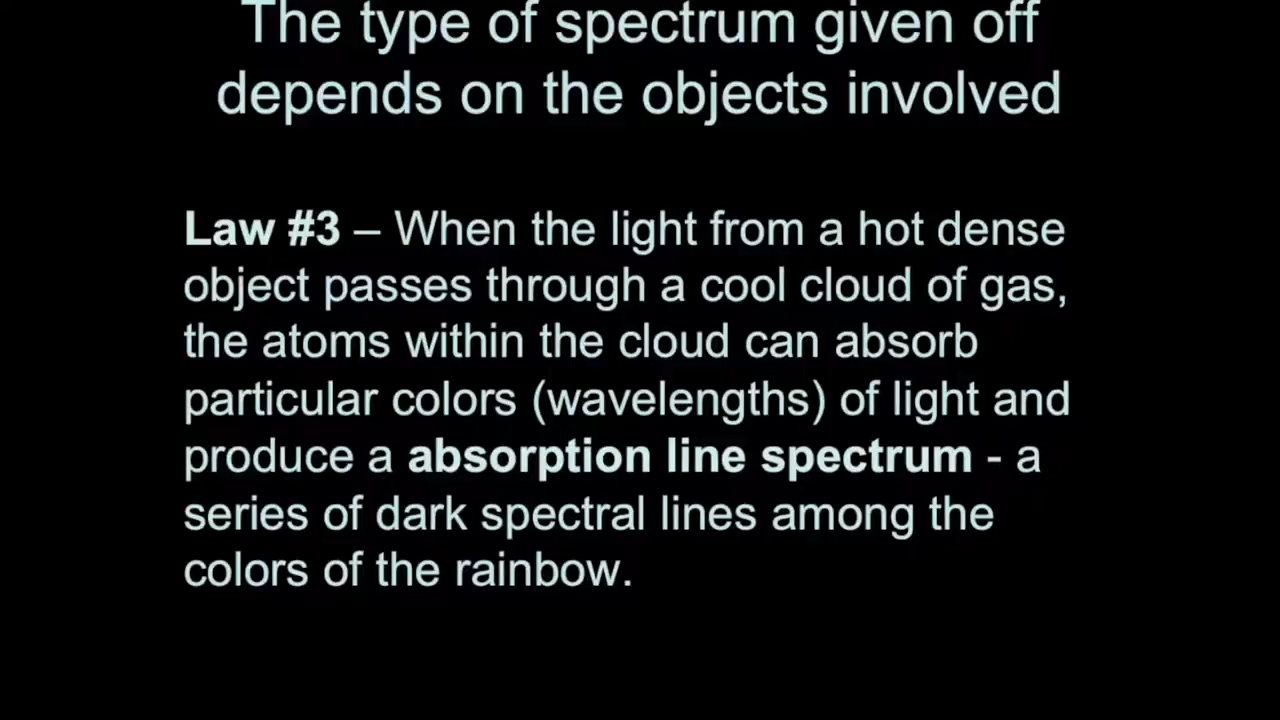 The type of spectrum given off
depends on the objects involved
Law #3 – When the light from a hot dense
object passes through a cool cloud of gas,
the atoms within the cloud can absorb
particular colors (wavelengths) of light and
produce a absorption line spectrum - a
series of dark spectral lines among the
colors of the rainbow.